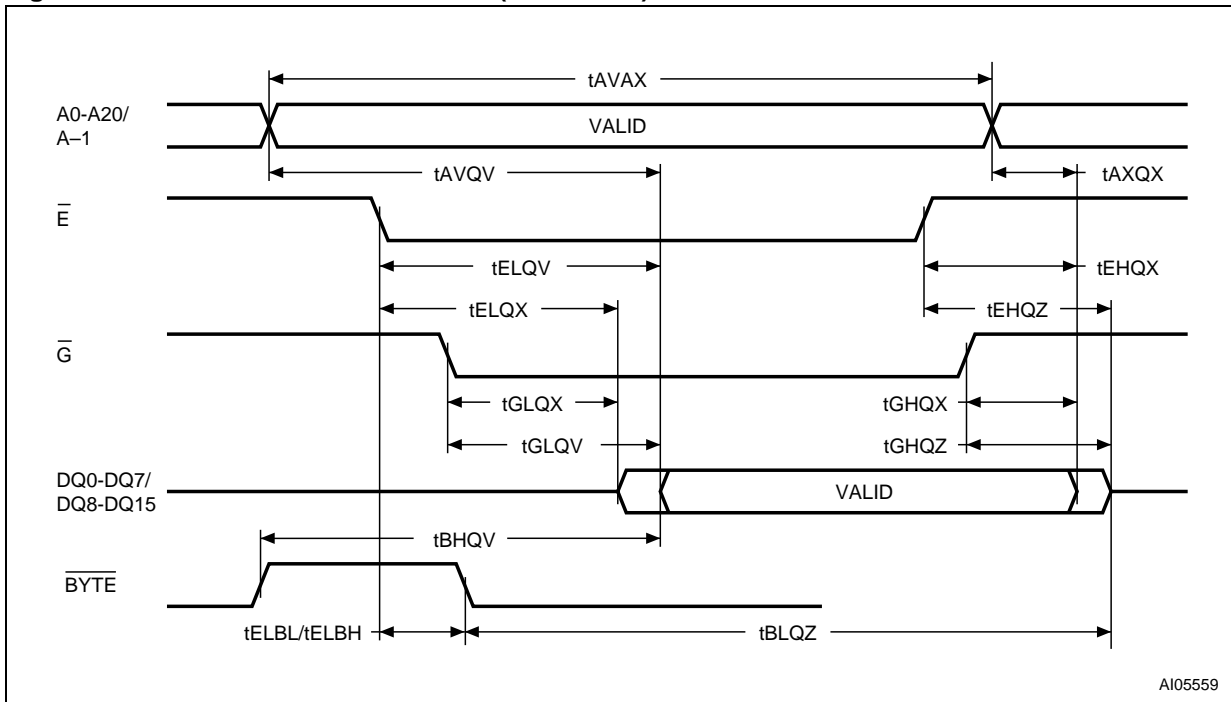 tAVAX
A0-A20/
A–1
VALID
tAVQV
tAXQX
E
tELQV
tEHQX
tELQX
tEHQZ
G
tGLQX
tGHQX
tGLQV
tGHQZ
DQ0-DQ7/
DQ8-DQ15
VALID
tBHQV
BYTE
tELBL/tELBH
tBLQZ
AI05559